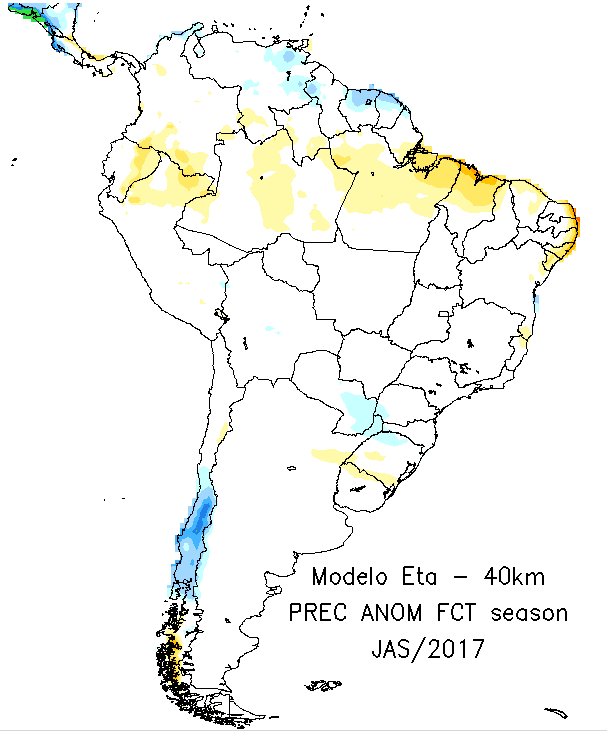 Modelo Eta - 40km
PREC ANOM FCT season
JAS/2017